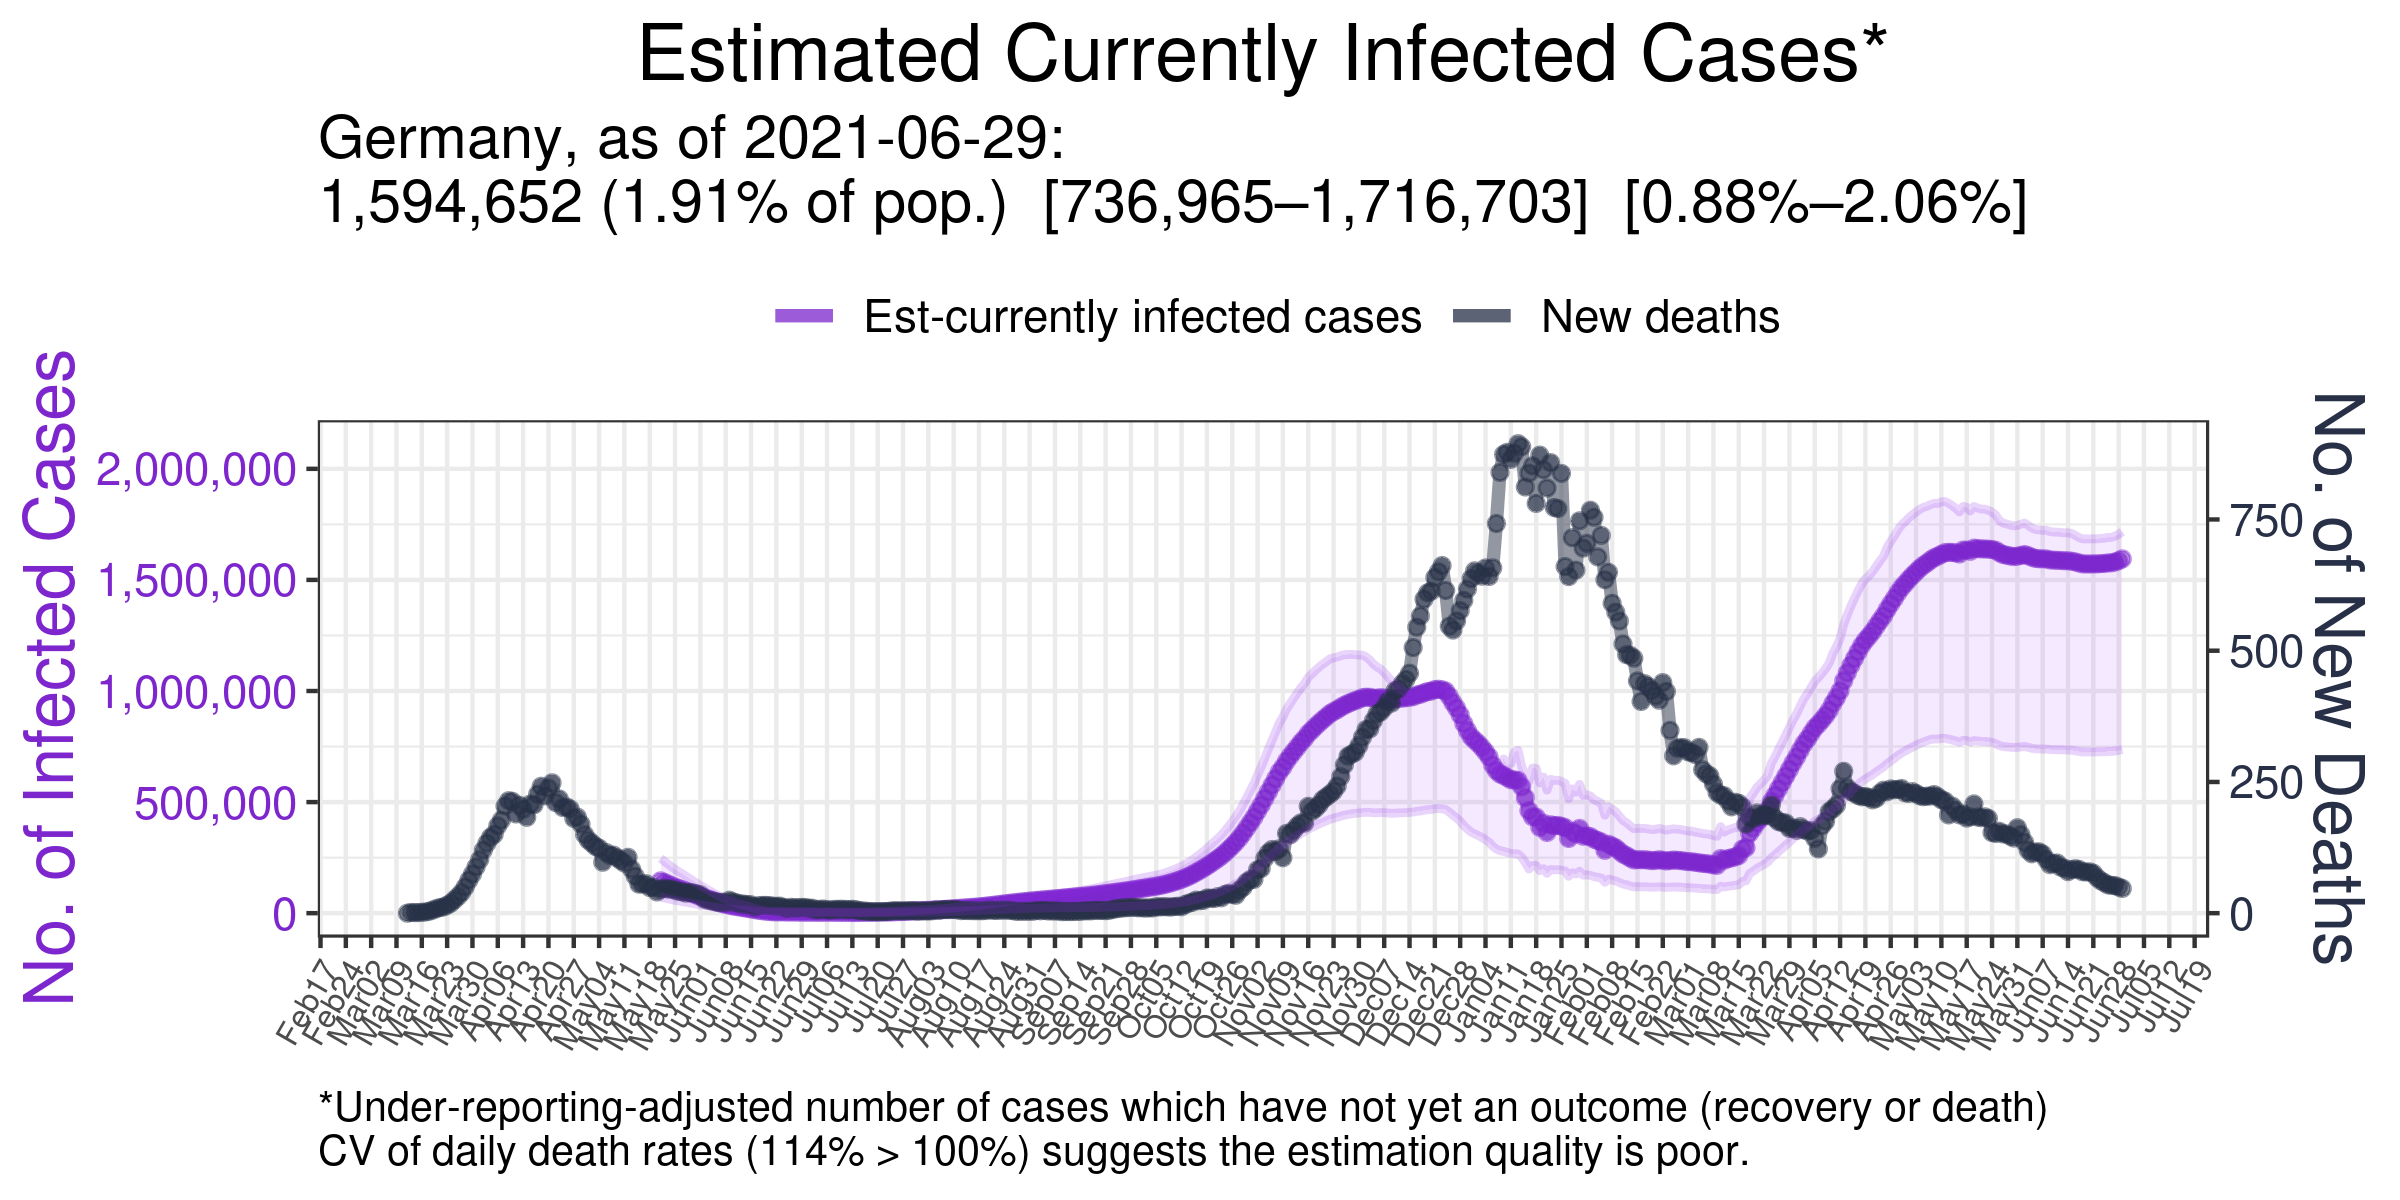 Estimated Currently Infected Cases*
Germany, as of 2021-06-29:
1,594,652 (1.91% of pop.) [736,965–1,716,703] [0.88%–2.06%]
Est-currently infected cases New deaths
No. of Infected Cases
2,000,000
1,500,000
1,000,000
500,000
0
No. of New Deaths
750
500
250
0
Feb17 Feb24 Mar02 Mar09 Mar16 Mar23 Mar30 Apr06 Apr13 Apr20 Apr27 May04 May11 May18 May25 Jun01 Jun08 Jun15 Jun22 Jun29 Jul06 Jul13 Jul20 Jul27 Aug03 Aug10 Aug17 Aug24 Aug31 Sep07 Sep14 Sep21 Sep28 Oct05 Oct12 Oct19 Oct26 Nov02 Nov09 Nov16 Nov23 Nov30 Dec07 Dec14 Dec21 Dec28 Jan04 Jan11 Jan18 Jan25 Feb01 Feb08 Feb15 Feb22 Mar01 Mar08 Mar15 Mar22 Mar29 Apr05 Apr12 Apr19 Apr26 May03 May10 May17 May24 May31 Jun07 Jun14 Jun21 Jun28 Jul05 Jul12 Jul19
*Under-reporting-adjusted number of cases which have not yet an outcome (recovery or death)
CV of daily death rates (114% > 100%) suggests the estimation quality is poor.